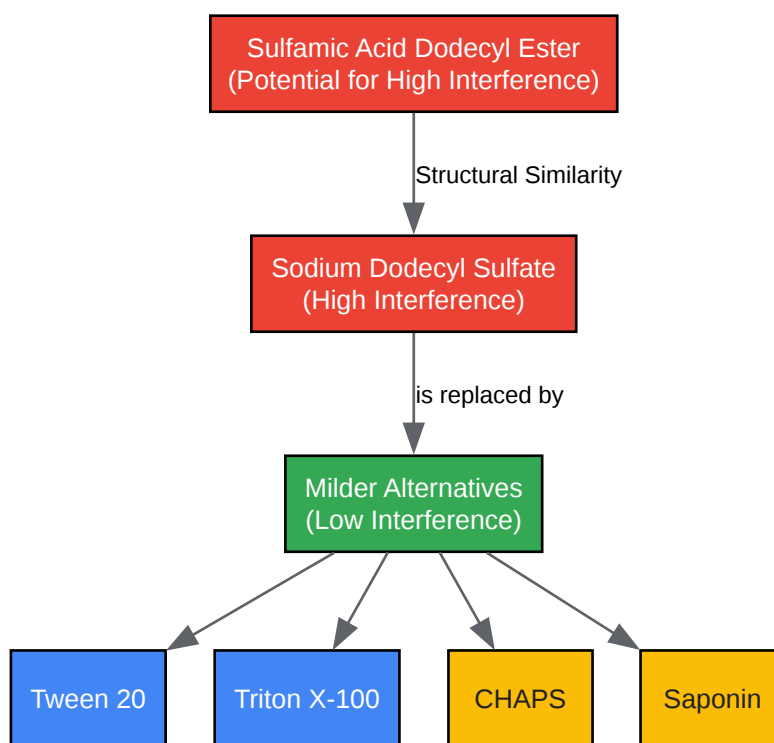 Sulfamic Acid Dodecyl Ester
(Potential for High Interference)
Structural Similarity
Sodium Dodecyl Sulfate
(High Interference)
is replaced by
Milder Alternatives
(Low Interference)
Tween 20
Triton X-100
CHAPS
Saponin